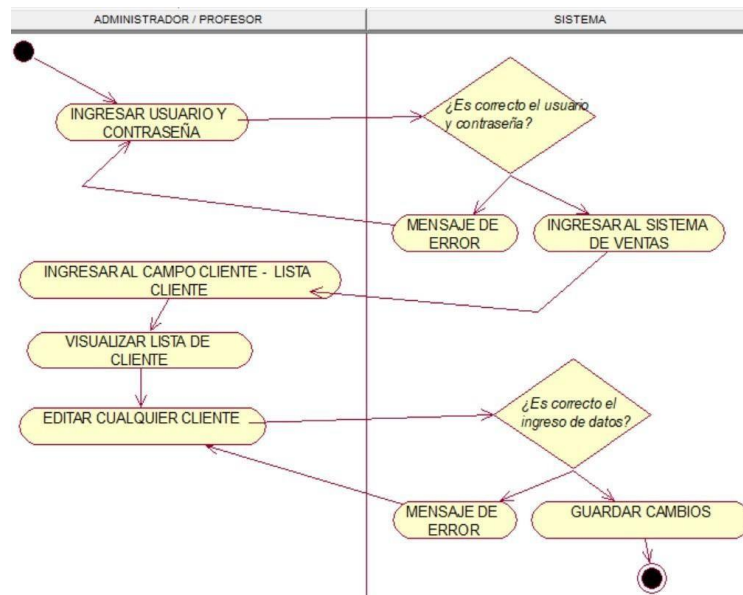 ADMINISTRADOR / PROFESOR
SISTEMA
INGRESAR USUARIO Y
CONTRASEÑA
¿Es correcto el usuario
y contraseña?
MENSAJE DE
ERROR
INGRESAR AL SISTEMA
DE VENTAS
INGRESAR AL CAMPO CLIENTE - LISTA
CLIENTE
VISUALIZAR LISTA DE
CLIENTE
EDITAR CUALQUIER CLIENTE
¿Es correcto el
ingreso de datos?
MENSAJE DE
ERROR
GUARDAR CAMBIOS